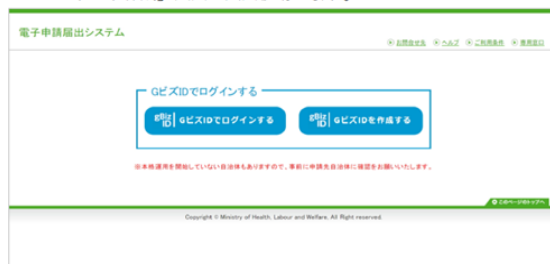 電子申請届出システム
お問合せ先 ヘルプ ご利用条件 専用窓口
GビズIDでログインする
gBiz ID GビズIDでログインする gBiz ID GビズIDを作成する
※本格運用を開始していない自治体もありますので、事前に申請先自治体に確認をお願いいたします。
このページのトップへ
Copyright © Ministry of Health, Labour and Welfare. All Right reserved.